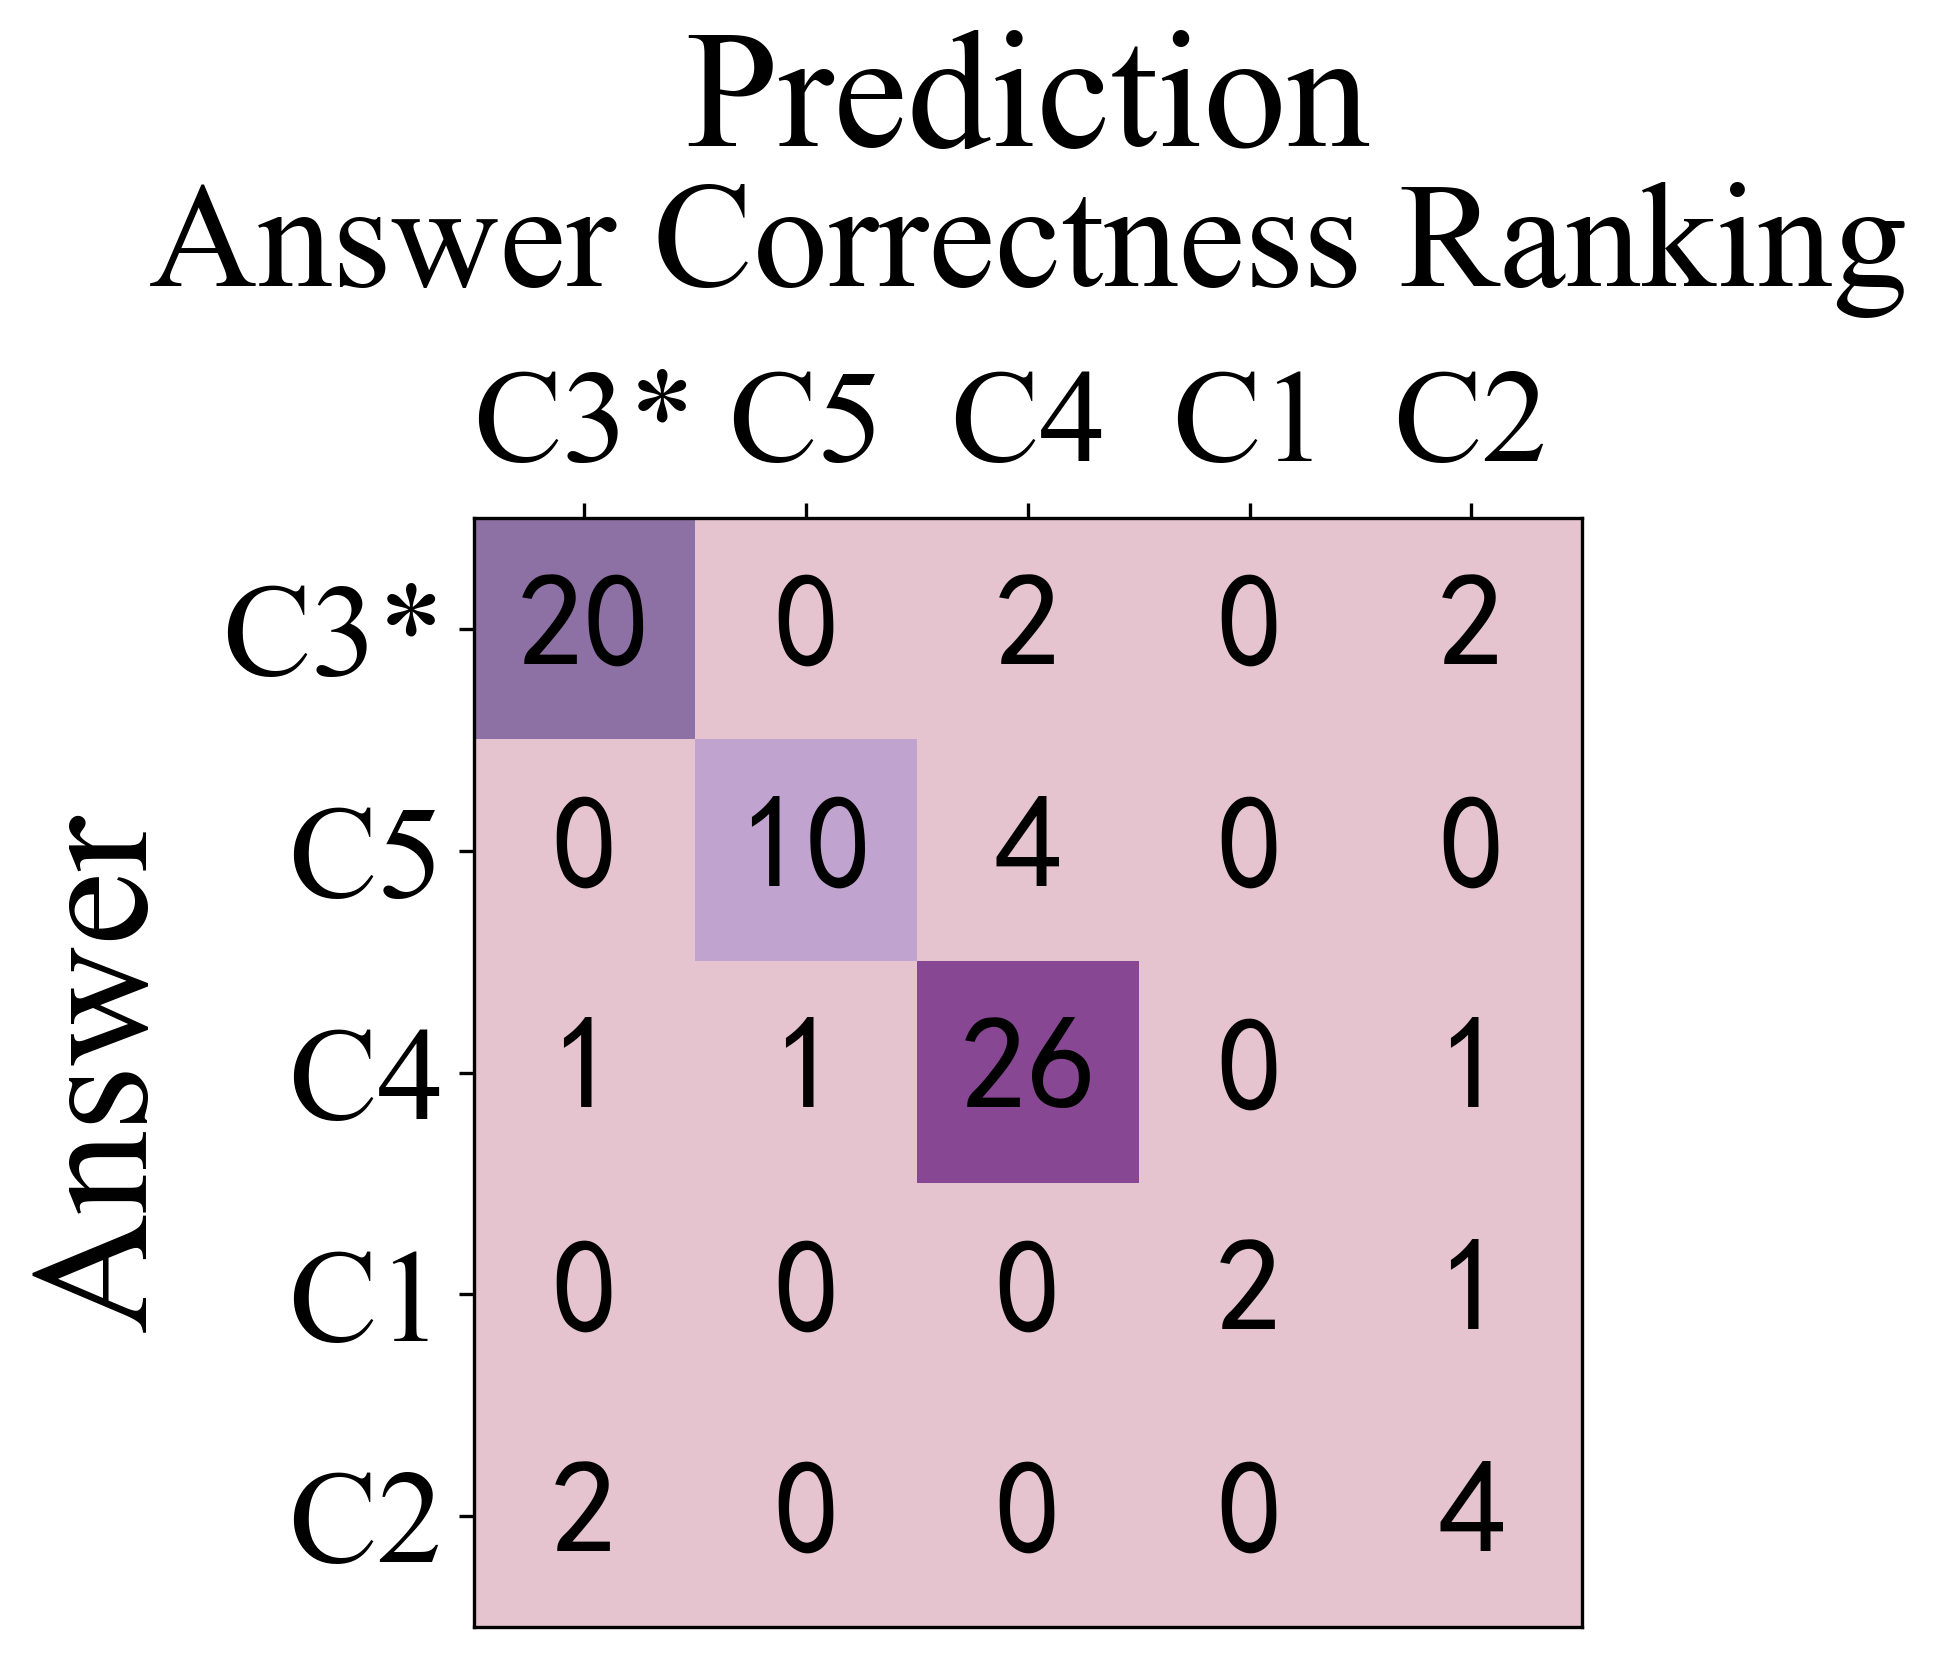 Prediction
Answer Correctness Ranking
C3* C5 C4 C1 C2
Answer
C3* 20 0 2 0 2
C5 0 10 4 0 0
C4 1 1 26 0 1
C1 0 0 0 2 1
C2 2 0 0 0 4